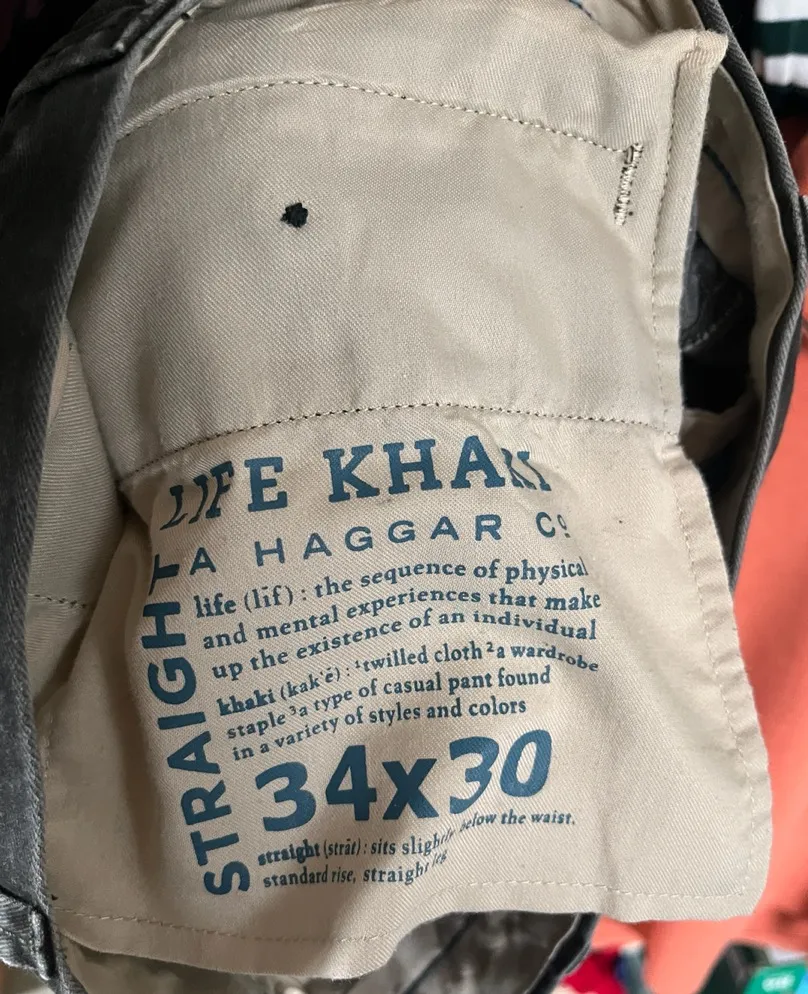 LIFE KHAKI
A HAGGAR Co
STRAIGHT
life (līf) : the sequence of physical
and mental experiences that make
up the existence of an individual
khaki (kak'ē) : ¹twilled cloth ²a wardrobe
staple ³a type of casual pant found
in a variety of styles and colors
34x30
straight (strāt) : sits slightly below the waist.
standard rise, straight leg